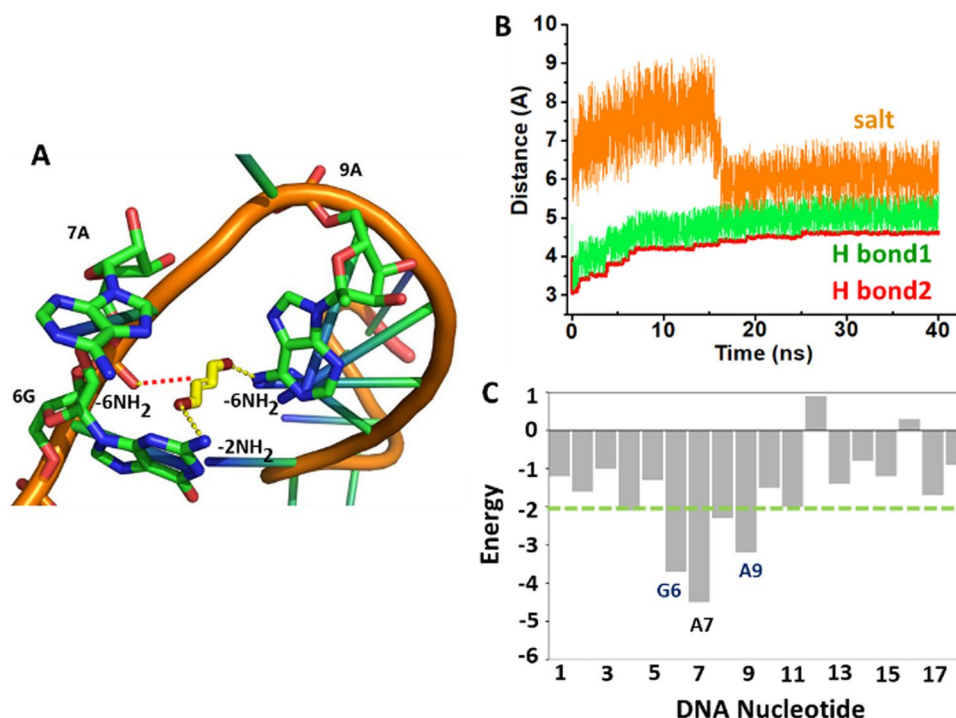 A
9A
7A
6G
-6NH2
-6NH2
-2NH2
B
Distance (A)
10
9
8
7
6
5
4
3
salt
H bond1
H bond2
0 10 20 30 40
Time (ns)
C
Energy
1
0
-1
-2
-3
-4
-5
-6
G6
A7
A9
1 3 5 7 9 11 13 15 17
DNA Nucleotide